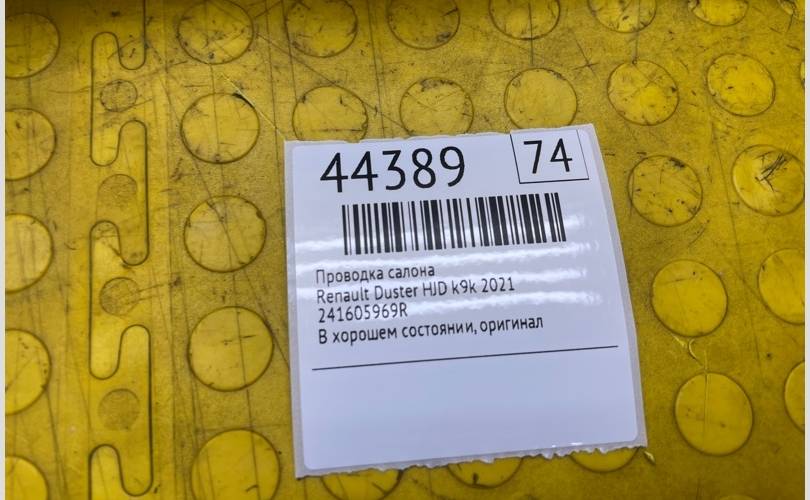 44389 74
Проводка салона
Renault Duster HJD k9k 2021
241605969R
В хорошем состоянии, оригинал